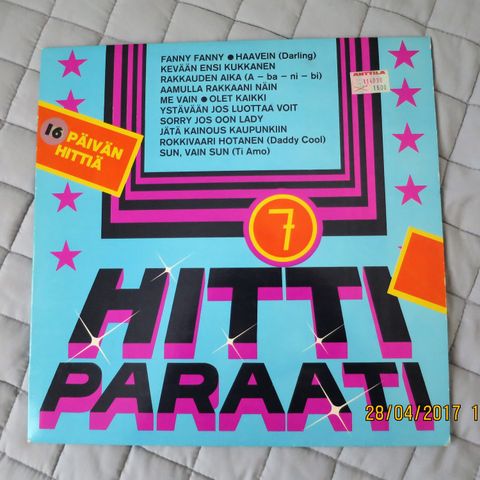 FANNY FANNY ● HAAVEIN (Darling)
KEVÄÄN ENSI KUKKANEN
RAKKAUDEN AIKA (A – ba – ni – bi)
AAMULLA RAKKAANI NÄIN
ME VAIN ● OLET KAIKKI
YSTÄVÄÄN JOS LUOTTAA VOIT
SORRY JOS OON LADY
JÄTÄ KAINOUS KAUPUNKIIN
ROKKIVAARI HOTANEN (Daddy Cool)
SUN, VAIN SUN (Ti Amo)
ANTTILA
16 PÄIVÄN
HITTIÄ
7
HITTI
PARAATI
28/04/2017 1